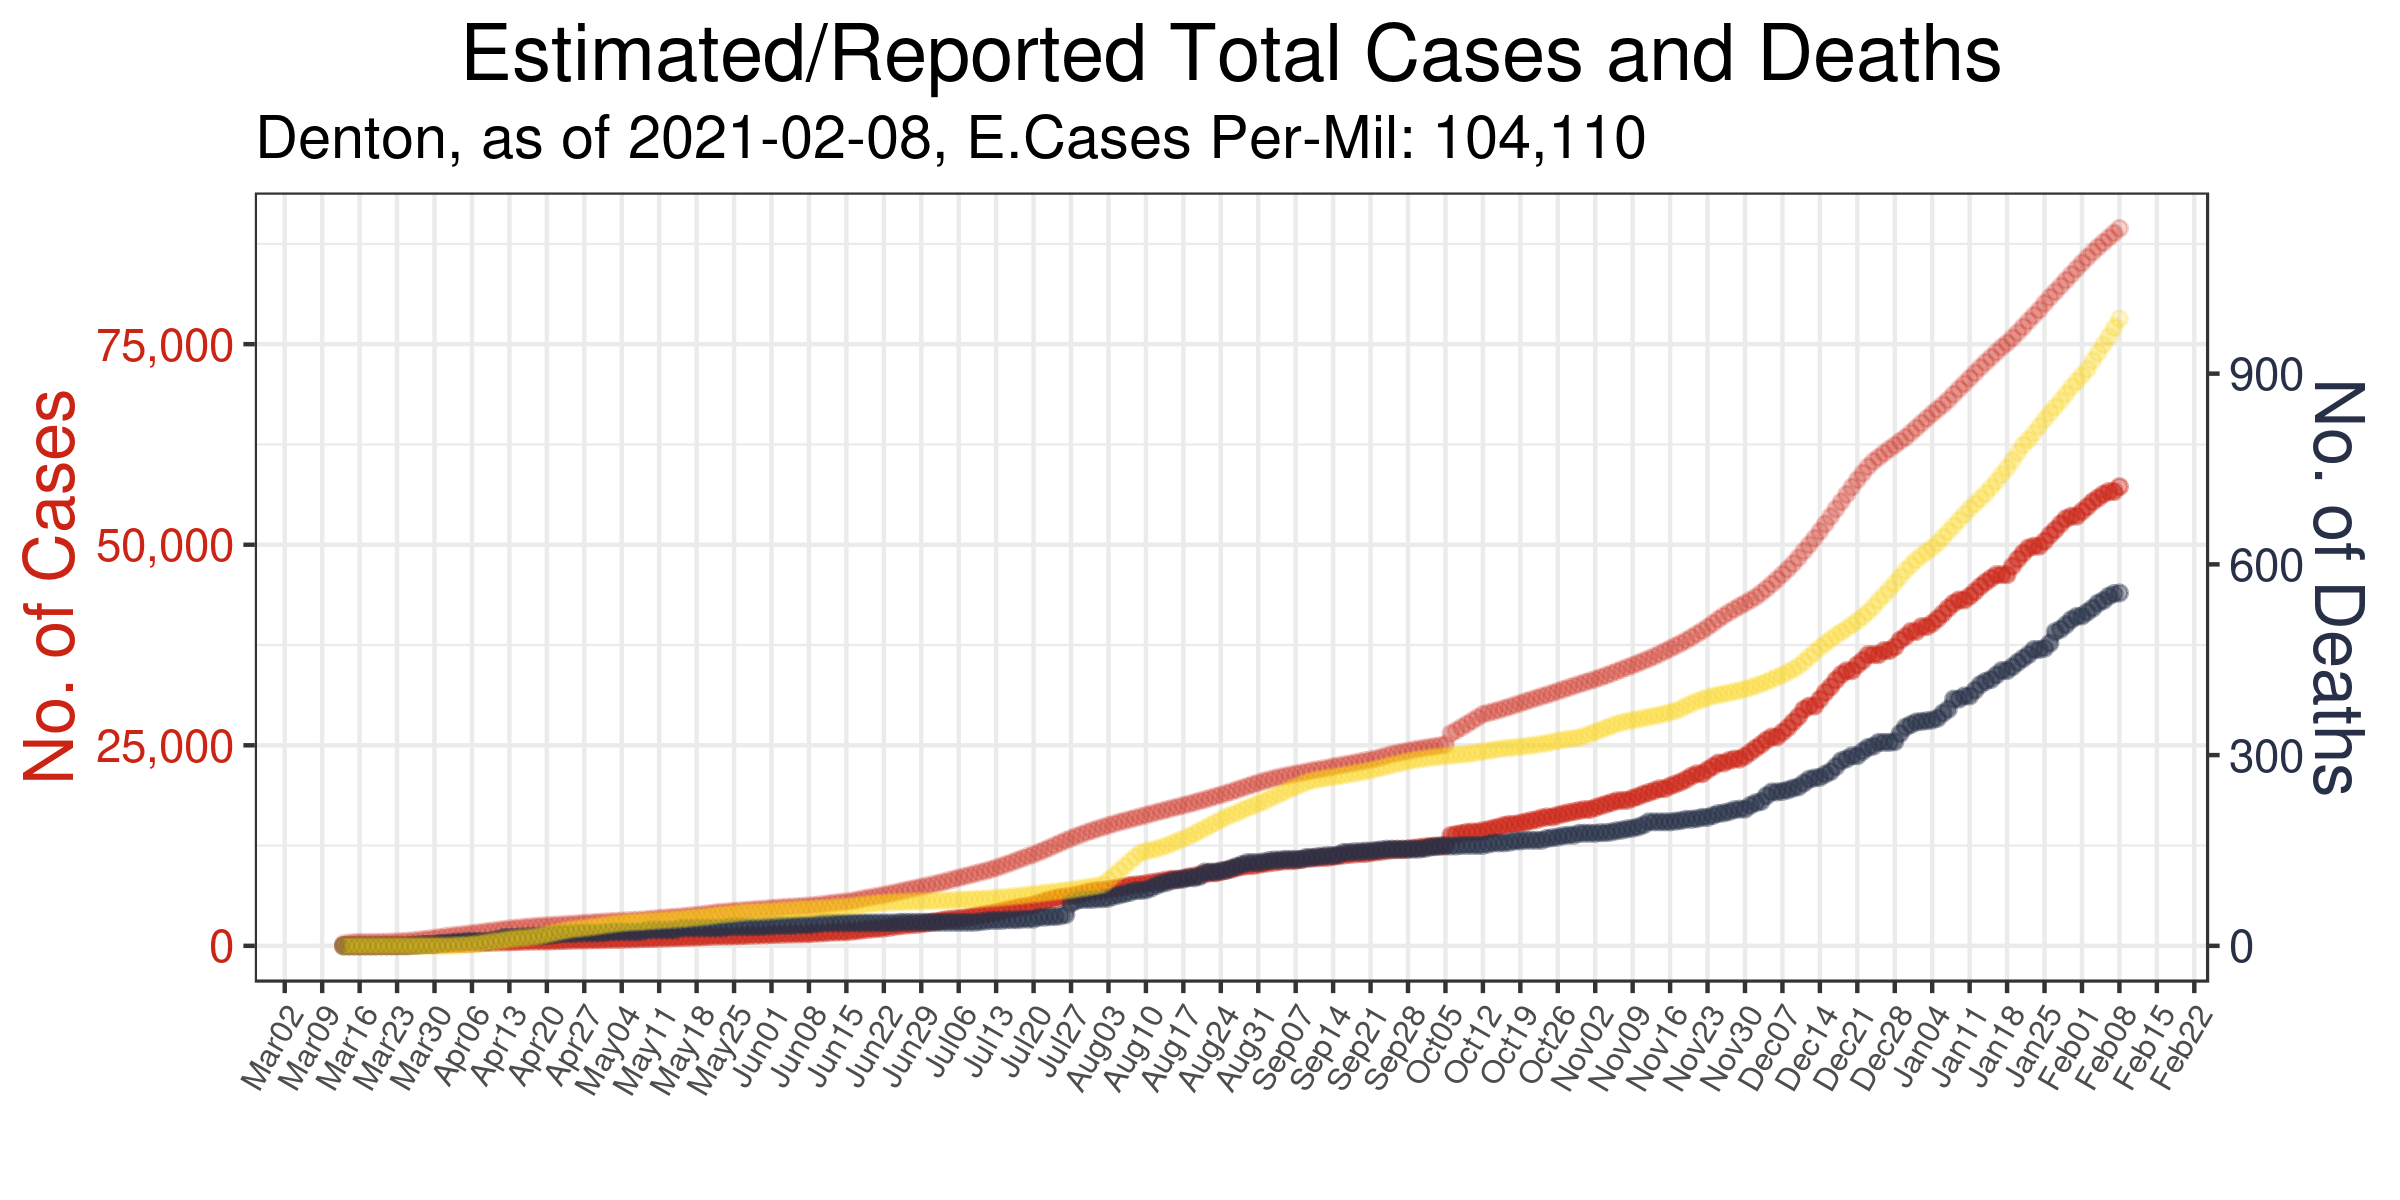 Estimated/Reported Total Cases and Deaths
Denton, as of 2021-02-08, E.Cases Per-Mil: 104,110
No. of Cases
75,000
50,000
25,000
0
900
600
300
0
No. of Deaths
Mar02 Mar09 Mar16 Mar23 Mar30 Apr06 Apr13 Apr20 Apr27 May04 May11 May18 May25 Jun01 Jun08 Jun15 Jun22 Jun29 Jul06 Jul13 Jul20 Jul27 Aug03 Aug10 Aug17 Aug24 Aug31 Sep07 Sep14 Sep21 Sep28 Oct05 Oct12 Oct19 Oct26 Nov02 Nov09 Nov16 Nov23 Nov30 Dec07 Dec14 Dec21 Dec28 Jan04 Jan11 Jan18 Jan25 Feb01 Feb08 Feb15 Feb22